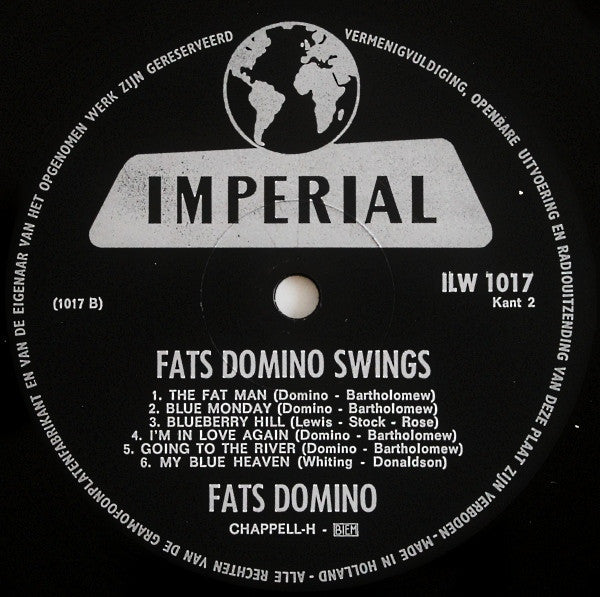 IMPERIAL
ILW 1017
Kant 2
(1017 B)
FATS DOMINO SWINGS
1. THE FAT MAN (Domino - Bartholomew)
2. BLUE MONDAY (Domino - Bartholomew)
3. BLUEBERRY HILL (Lewis - Stock - Rose)
4. I'M IN LOVE AGAIN (Domino - Bartholomew)
5. GOING TO THE RIVER (Domino - Bartholomew)
6. MY BLUE HEAVEN (Whiting - Donaldson)
FATS DOMINO
CHAPPELL-H - BIEM
ALLE RECHTEN VAN DE GRAMOFOONPLATENFABRIKANT EN VAN DE EIGENAAR VAN HET OPGENOMEN WERK ZIJN GERESERVEERD
VERMENIGVULDIGING, OPENBARE UITVOERING EN RADIOUITZENDING VAN DEZE PLAAT ZIJN VERBODEN-MADE IN HOLLAND -